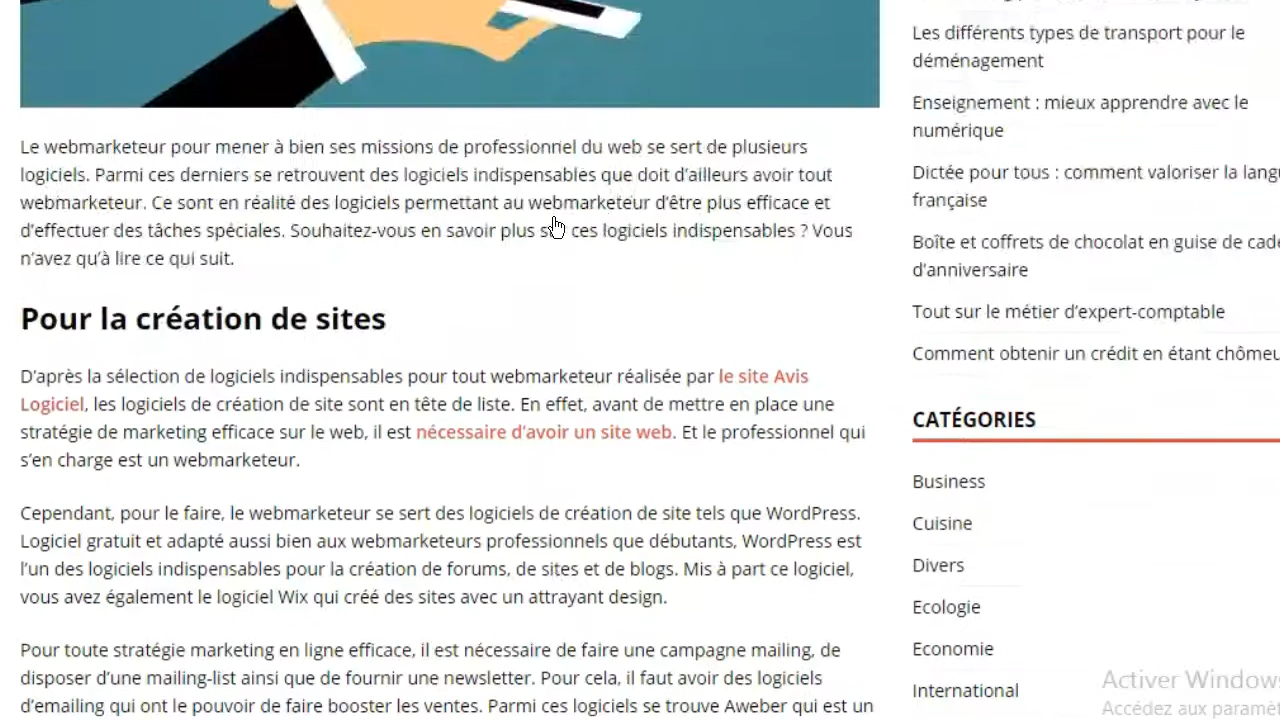 Le webmarketeur pour mener à bien ses missions de professionnel du web se sert de plusieurs
logiciels. Parmi ces derniers se retrouvent des logiciels indispensables que doit d’ailleurs avoir tout
webmarketeur. Ce sont en réalité des logiciels permettant au webmarketeur d’être plus efficace et
d’effectuer des tâches spéciales. Souhaitez-vous en savoir plus sur ces logiciels indispensables ? Vous
n’avez qu’à lire ce qui suit.
Pour la création de sites
D’après la sélection de logiciels indispensables pour tout webmarketeur réalisée par le site Avis
Logiciel, les logiciels de création de site sont en tête de liste. En effet, avant de mettre en place une
stratégie de marketing efficace sur le web, il est nécessaire d’avoir un site web. Et le professionnel qui
s’en charge est un webmarketeur.
Cependant, pour le faire, le webmarketeur se sert des logiciels de création de site tels que WordPress.
Logiciel gratuit et adapté aussi bien aux webmarketeurs professionnels que débutants, WordPress est
l’un des logiciels indispensables pour la création de forums, de sites et de blogs. Mis à part ce logiciel,
vous avez également le logiciel Wix qui créé des sites avec un attrayant design.
Pour toute stratégie marketing en ligne efficace, il est nécessaire de faire une campagne mailing, de
disposer d’une mailing-list ainsi que de fournir une newsletter. Pour cela, il faut avoir des logiciels
d’emailing qui ont le pouvoir de faire booster les ventes. Parmi ces logiciels se trouve Aweber qui est un
Les différents types de transport pour le
déménagement
Enseignement : mieux apprendre avec le
numérique
Dictée pour tous : comment valoriser la lang
française
Boîte et coffrets de chocolat en guise de cade
d’anniversaire
Tout sur le métier d’expert-comptable
Comment obtenir un crédit en étant chômeu
CATÉGORIES
Business
Cuisine
Divers
Ecologie
Economie
International
Activer Windows
Accédez aux paramèt